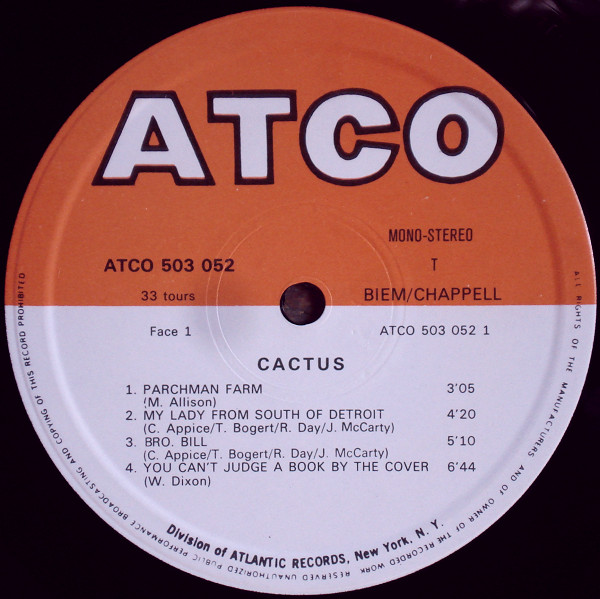 ATCO
MONO-STEREO
ATCO 503 052
T
33 tours
BIEM/CHAPPELL
Face 1
ATCO 503 052 1
CACTUS
1. PARCHMAN FARM 3'05
(M. Allison)
2. MY LADY FROM SOUTH OF DETROIT 4'20
(C. Appice/T. Bogert/R. Day/J. McCarty)
3. BRO. BILL 5'10
(C. Appice/T. Bogert/R. Day/J. McCarty)
4. YOU CAN'T JUDGE A BOOK BY THE COVER 6'44
(W. Dixon)
Division of ATLANTIC RECORDS, New York, N. Y.
ALL RIGHTS OF THE MANUFACTURERS AND OF OWNER OF THE RECORDED WORK RESERVED UNAUTHORIZED PUBLIC PERFORMANCE BROADCASTING AND COPYING OF THIS RECORD PROHIBITED